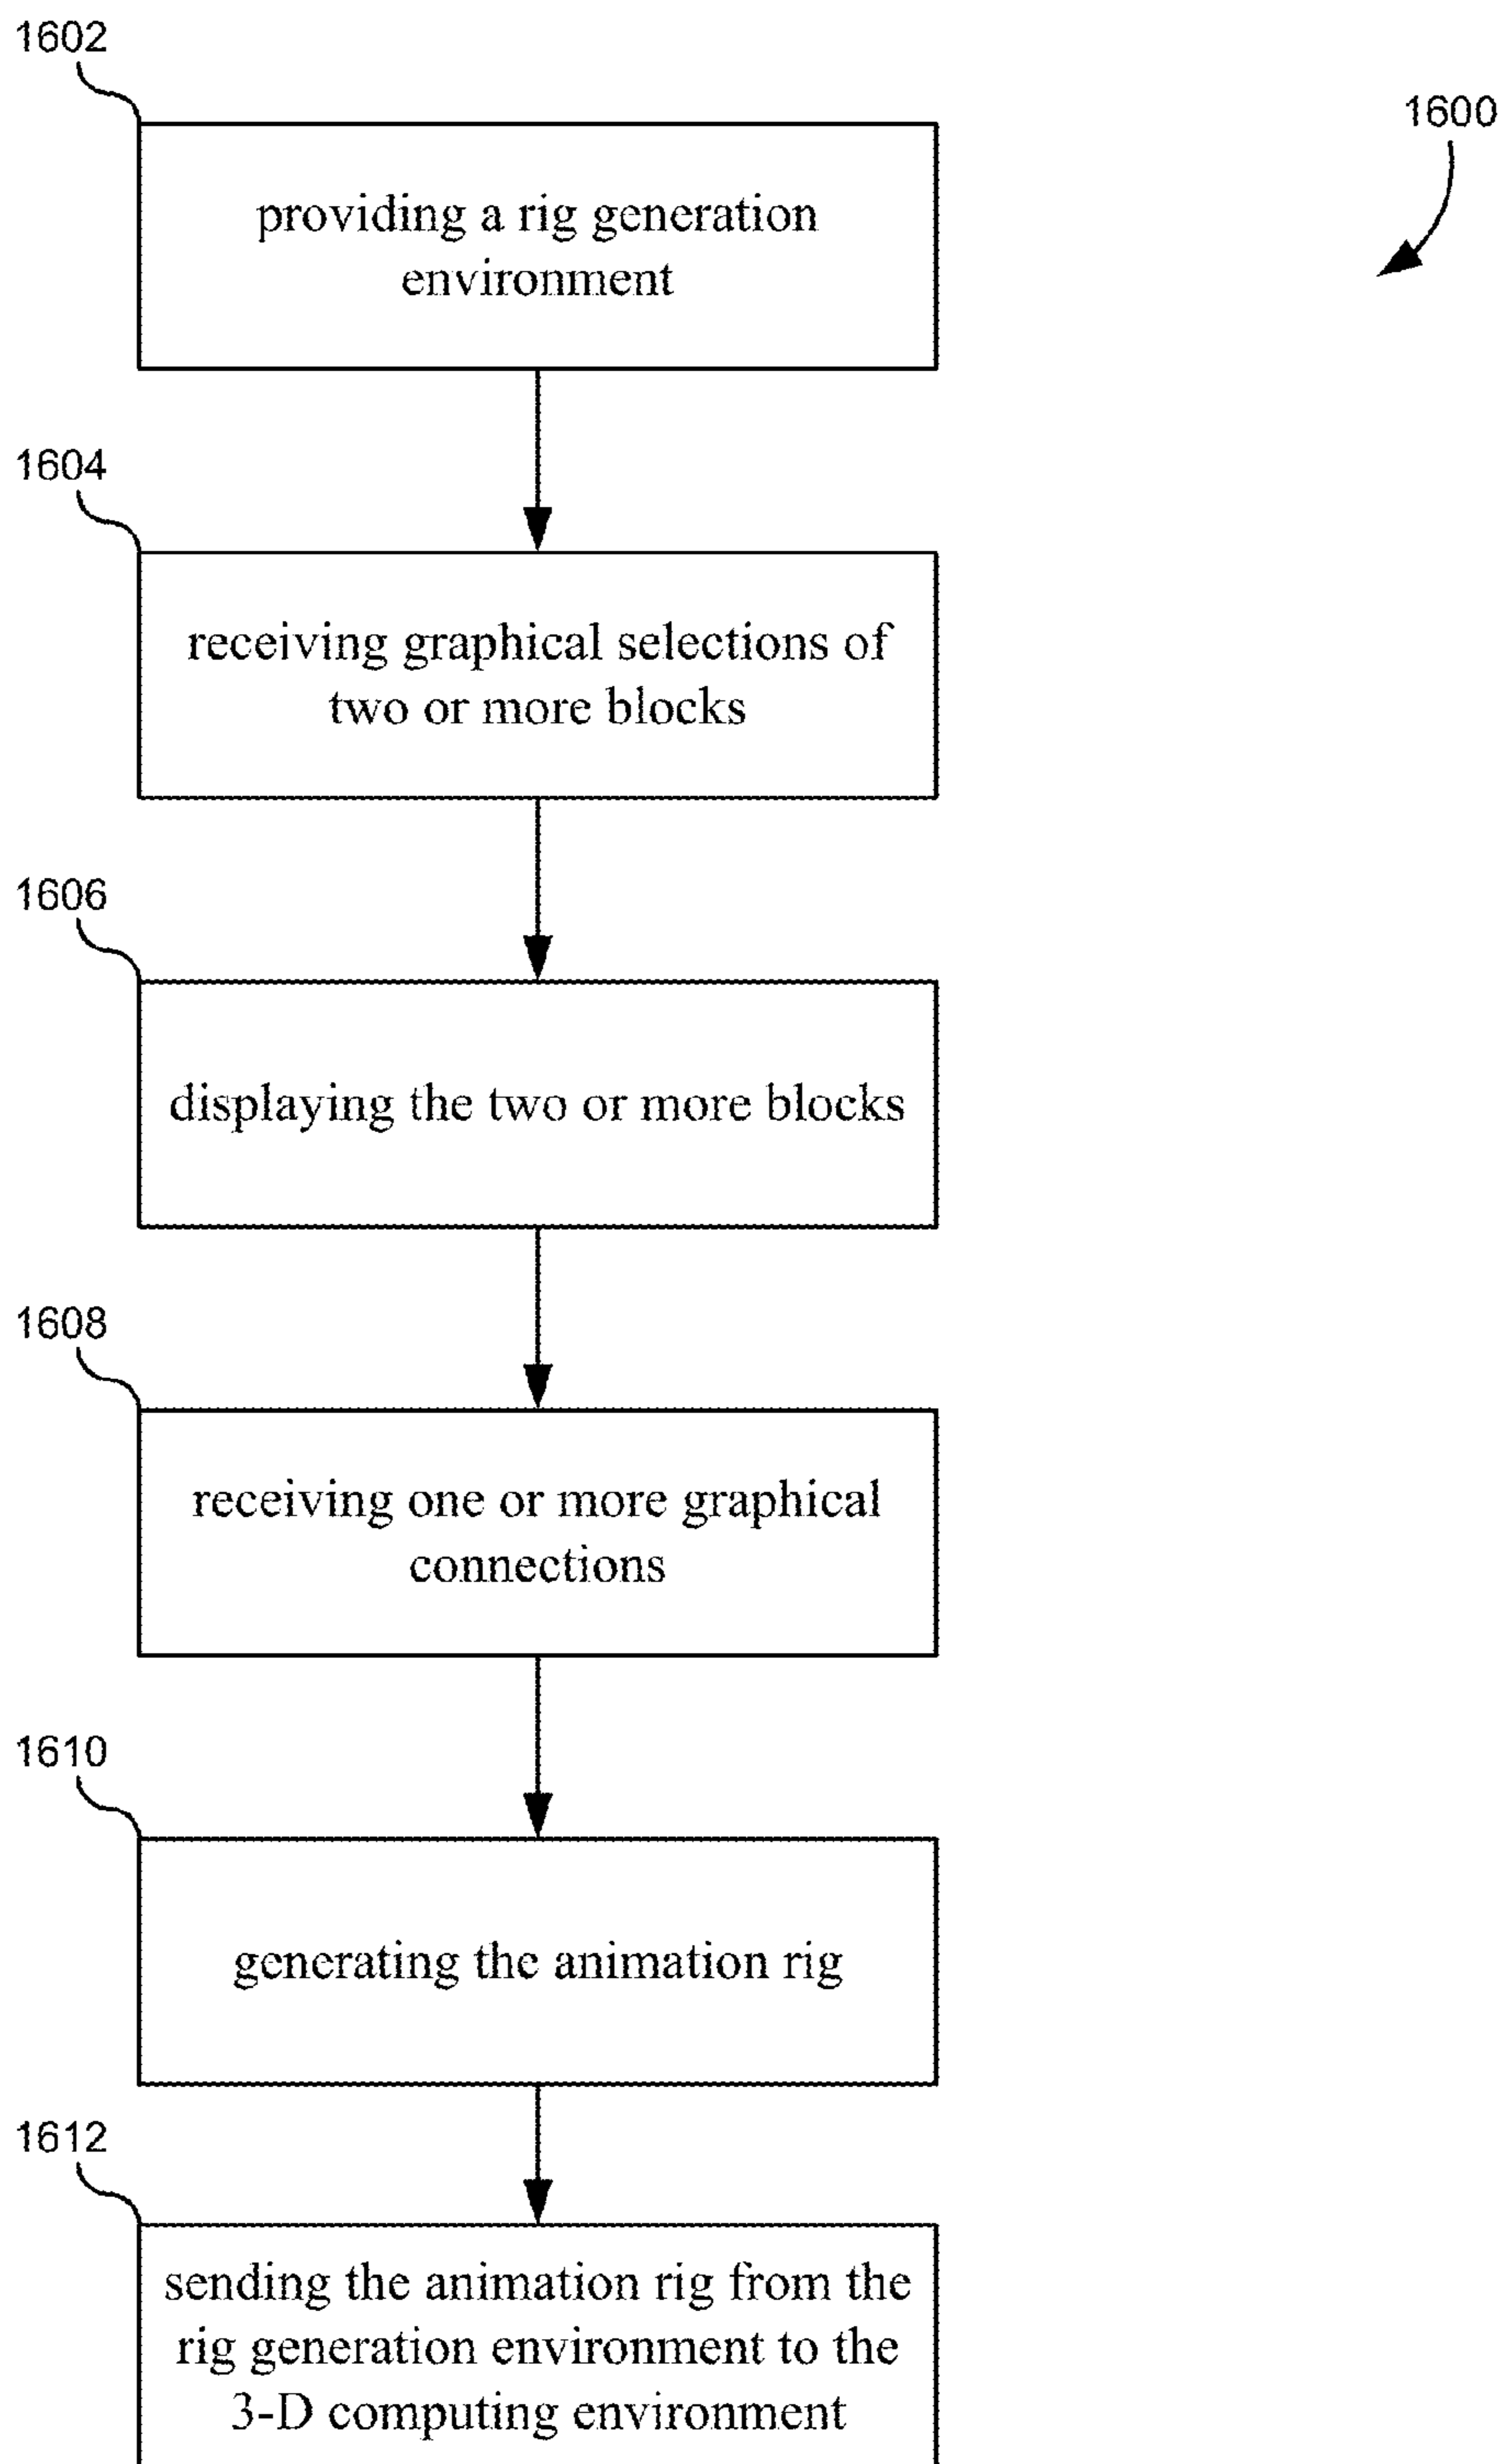 1602
1600
providing a rig generation
environment
1604
receiving graphical selections of
two or more blocks
1606
displaying the two or more blocks
1608
receiving one or more graphical
connections
1610
generating the animation rig
1612
sending the animation rig from the
rig generation environment to the
3-D computing environment